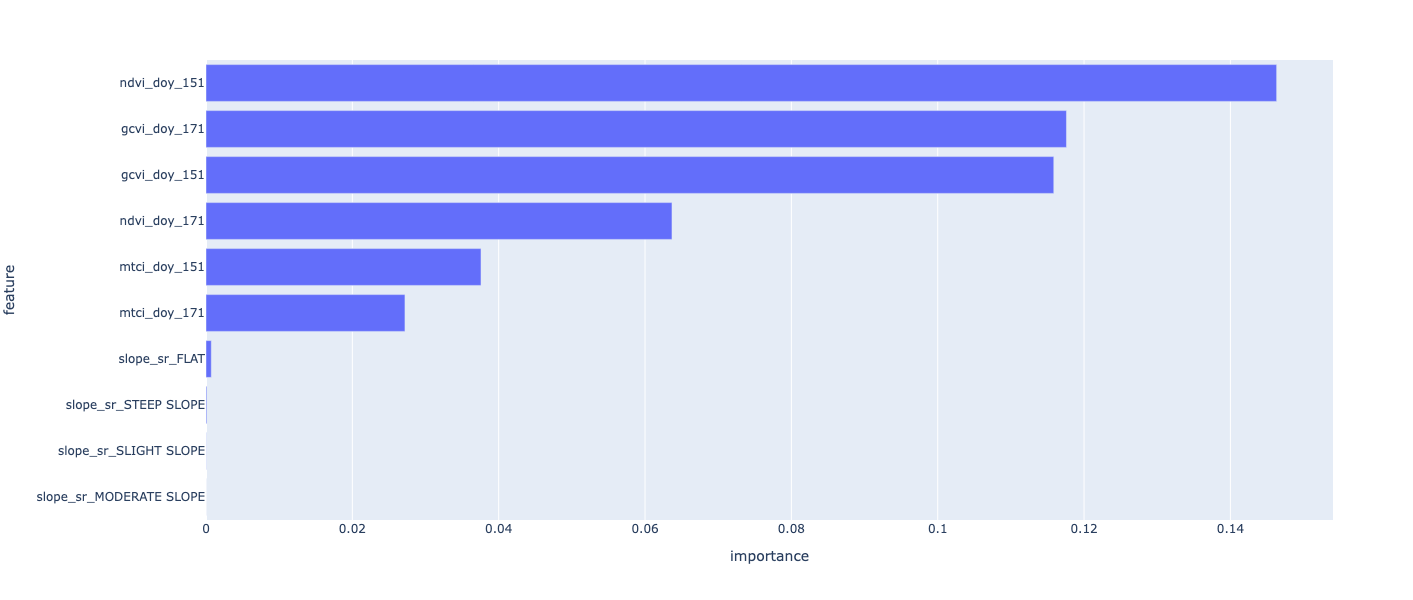 feature
ndvi_doy_151
gcvi_doy_171
gcvi_doy_151
ndvi_doy_171
mtci_doy_151
mtci_doy_171
slope_sr_FLAT
slope_sr_STEEP SLOPE
slope_sr_SLIGHT SLOPE
slope_sr_MODERATE SLOPE
0 0.02 0.04 0.06 0.08 0.1 0.12 0.14
importance